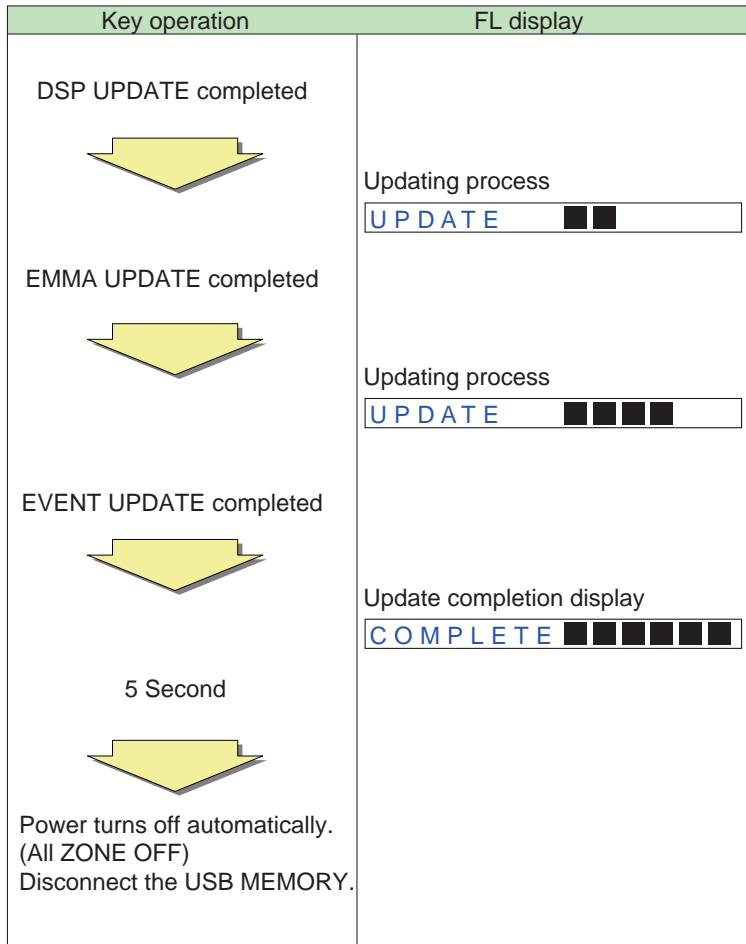 Key operation
FL display
DSP UPDATE completed
Updating process
UPDATE
EMMA UPDATE completed
Updating process
UPDATE
EVENT UPDATE completed
Update completion display
COMPLETE
5 Second
Power turns off automatically.
(All ZONE OFF)
Disconnect the USB MEMORY.